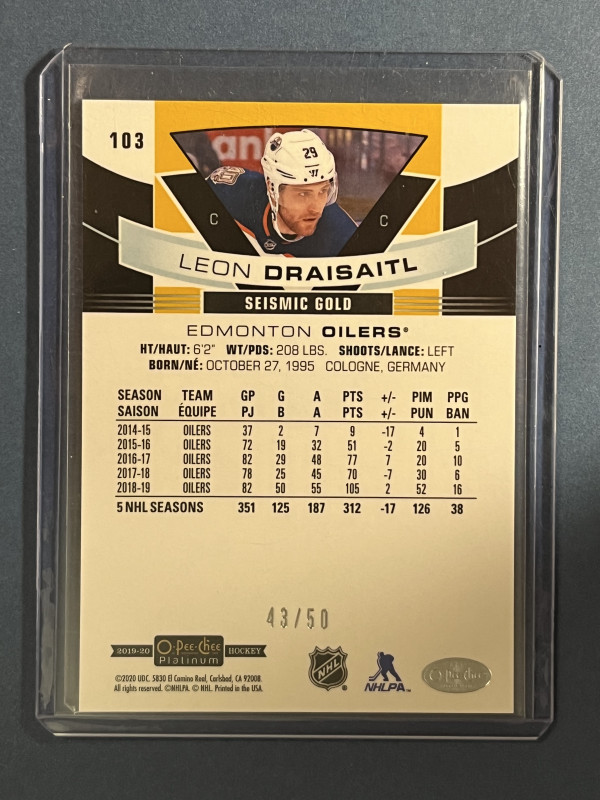 103
an
29
C C
LEON DRAISAITL
SEISMIC GOLD
EDMONTON OILERS®
HT/HAUT: 6'2" WT/PDS: 208 LBS. SHOOTS/LANCE: LEFT
BORN/NÉ: OCTOBER 27, 1995 COLOGNE, GERMANY
SEASON TEAM GP G A PTS +/- PIM PPG
SAISON ÉQUIPE PJ B A PTS +/- PUN BAN
2014-15 OILERS 37 2 7 9 -17 4 1
2015-16 OILERS 72 19 32 51 -2 20 5
2016-17 OILERS 82 29 48 77 7 20 10
2017-18 OILERS 78 25 45 70 -7 30 6
2018-19 OILERS 82 50 55 105 2 52 16
5 NHL SEASONS 351 125 187 312 -17 126 38
43/50
2019-20 O-Pee-Chee Platinum HOCKEY
NHL NHLPA™ O-Pee-Chee
©2020 UDC. 5830 El Camino Real, Carlsbad, CA 92008.
All rights reserved. ©NHLPA. © NHL. Printed in the USA.